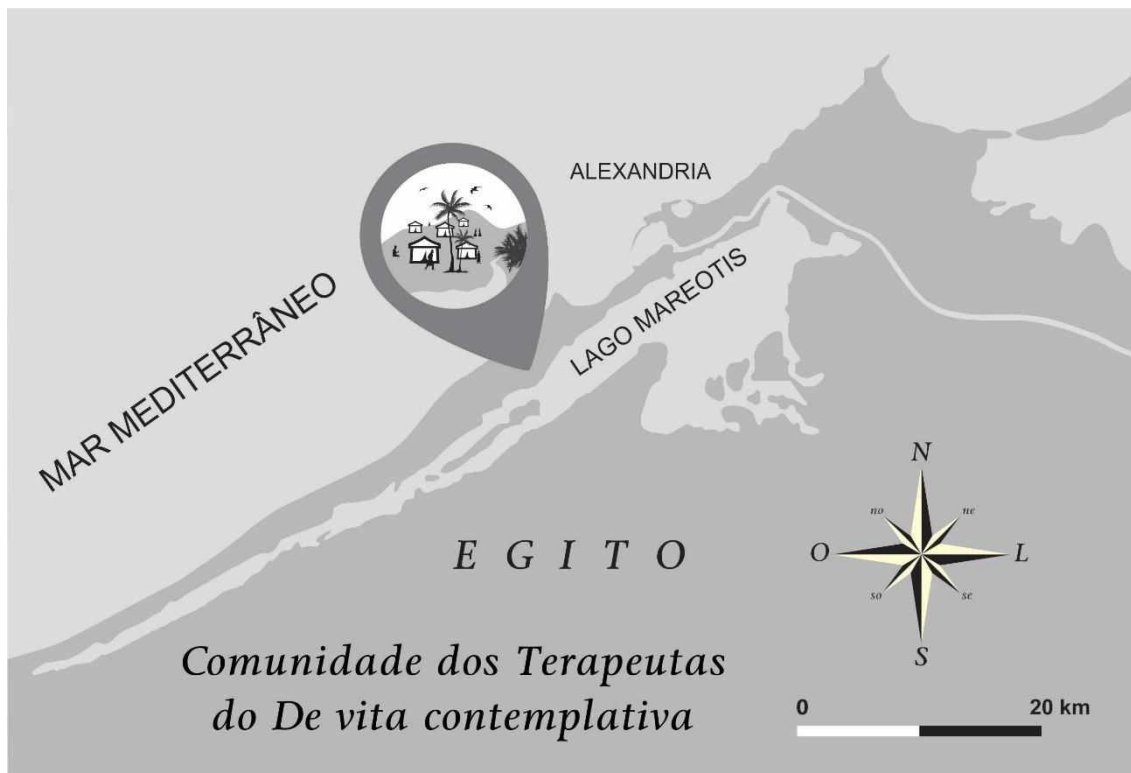 ALEXANDRIA
MAR MEDITERRÂNEO
LAGO MAREOTIS
EGITO
N
no
ne
O
L
so
se
S
Comunidade dos Terapeutas
do De vita contemplativa
0
20 km